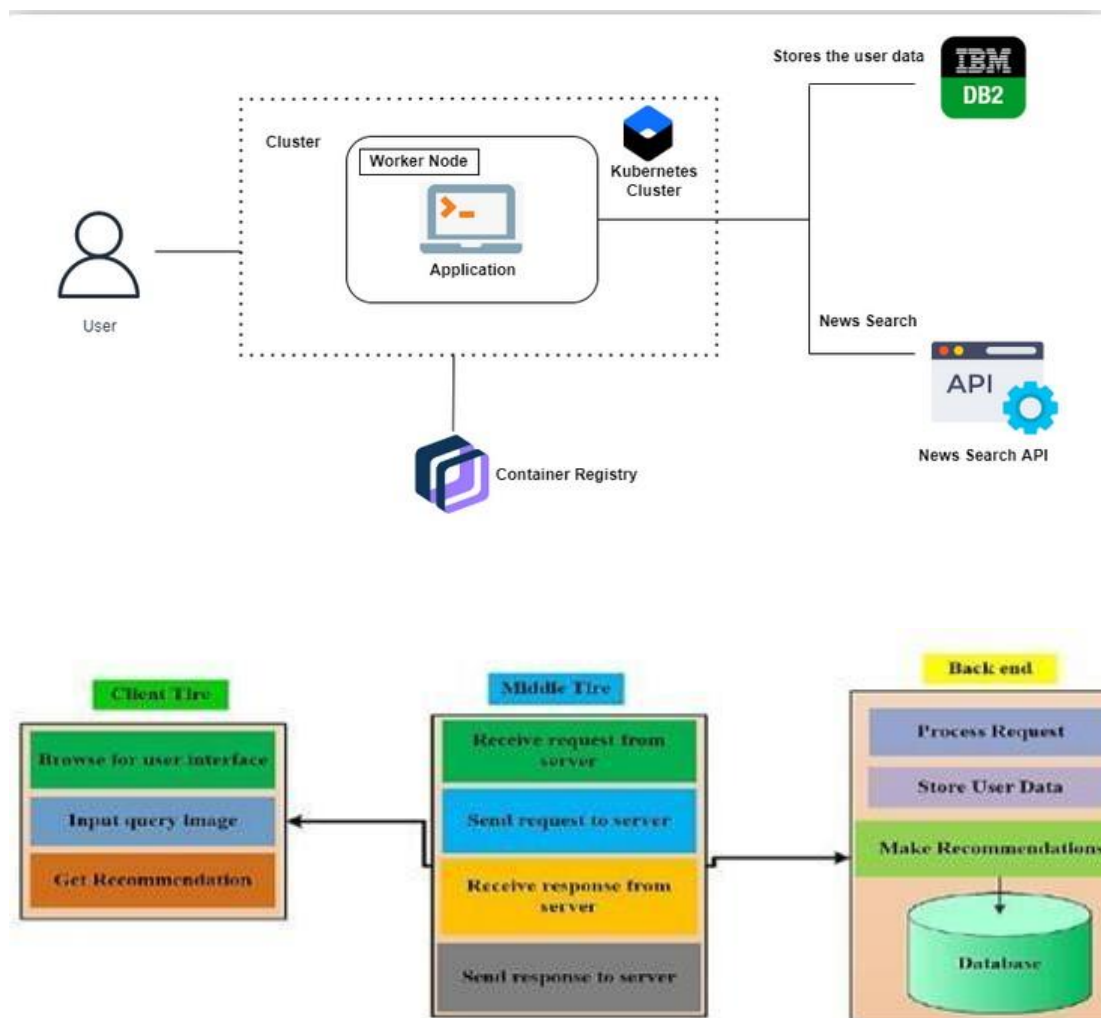 Stores the user data
IBM
DB2
Cluster
Worker Node
Kubernetes
Cluster
Application
User
News Search
API
News Search API
Container Registry
Client Tire
Middle Tire
Back end
Browse for user interface
Input query Image
Get Recommendation
Receive request from
server
Send request to server
Receive response from
server
Send response to server
Process Request
Store User Data
Make Recommendations
Database